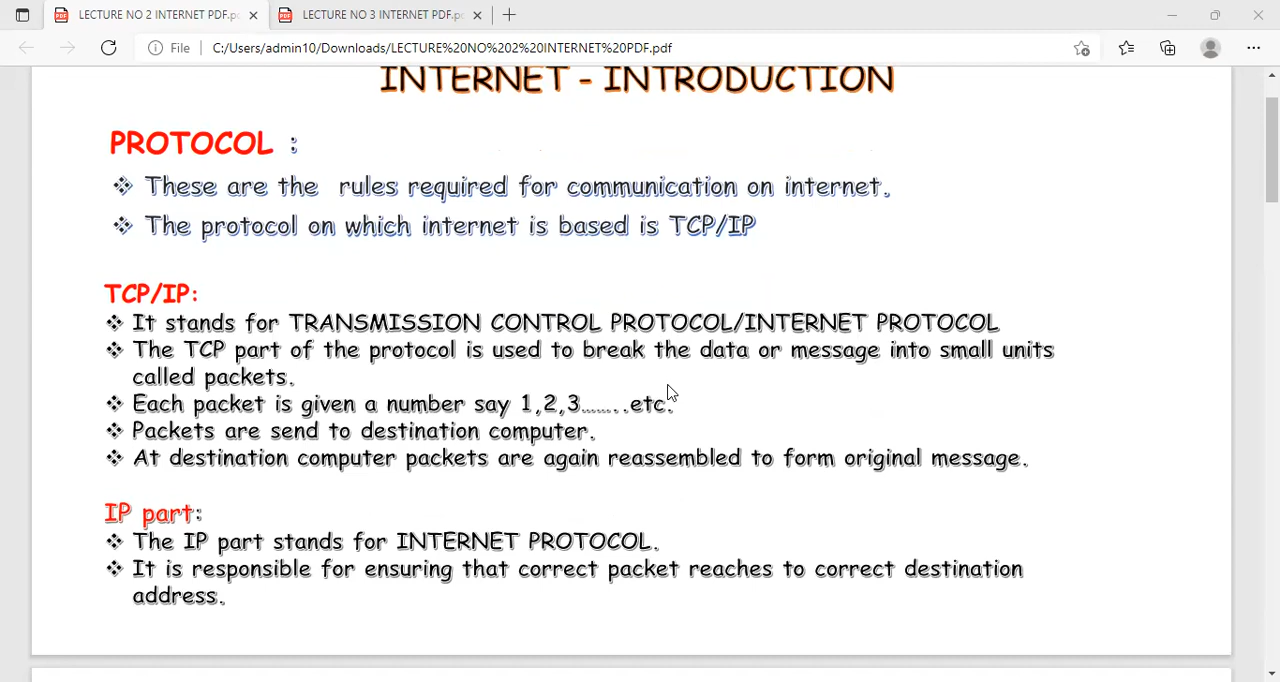 LECTURE NO 2 INTERNET PDF.p
LECTURE NO 3 INTERNET PDF.p
File
C:/Users/admin10/Downloads/LECTURE%20NO%202%20INTERNET%20PDF.pdf
INTERNET - INTRODUCTION
PROTOCOL :
❖ These are the rules required for communication on internet.
❖ The protocol on which internet is based is TCP/IP
TCP/IP:
❖ It stands for TRANSMISSION CONTROL PROTOCOL/INTERNET PROTOCOL
❖ The TCP part of the protocol is used to break the data or message into small units
called packets.
❖ Each packet is given a number say 1,2,3........etc.
❖ Packets are send to destination computer.
❖ At destination computer packets are again reassembled to form original message.
IP part:
❖ The IP part stands for INTERNET PROTOCOL.
❖ It is responsible for ensuring that correct packet reaches to correct destination
address.